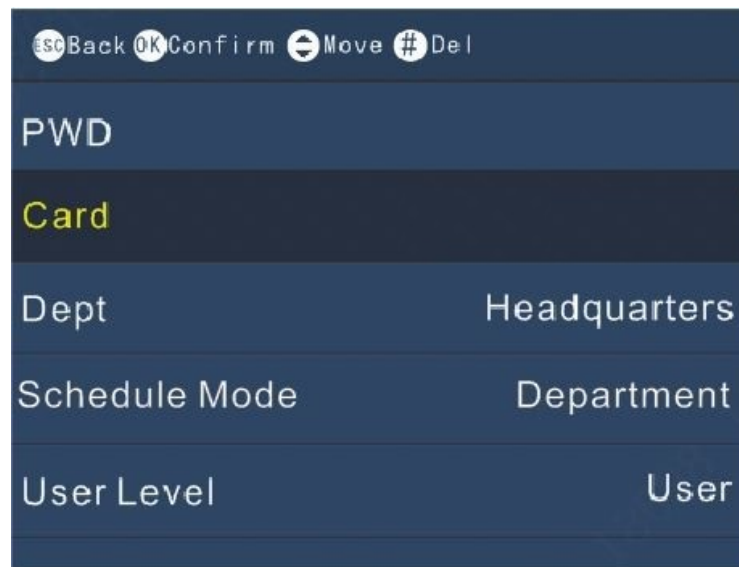 ESC Back OK Confirm Move # Del
PWD
Card
Dept Headquarters
Schedule Mode Department
User Level User